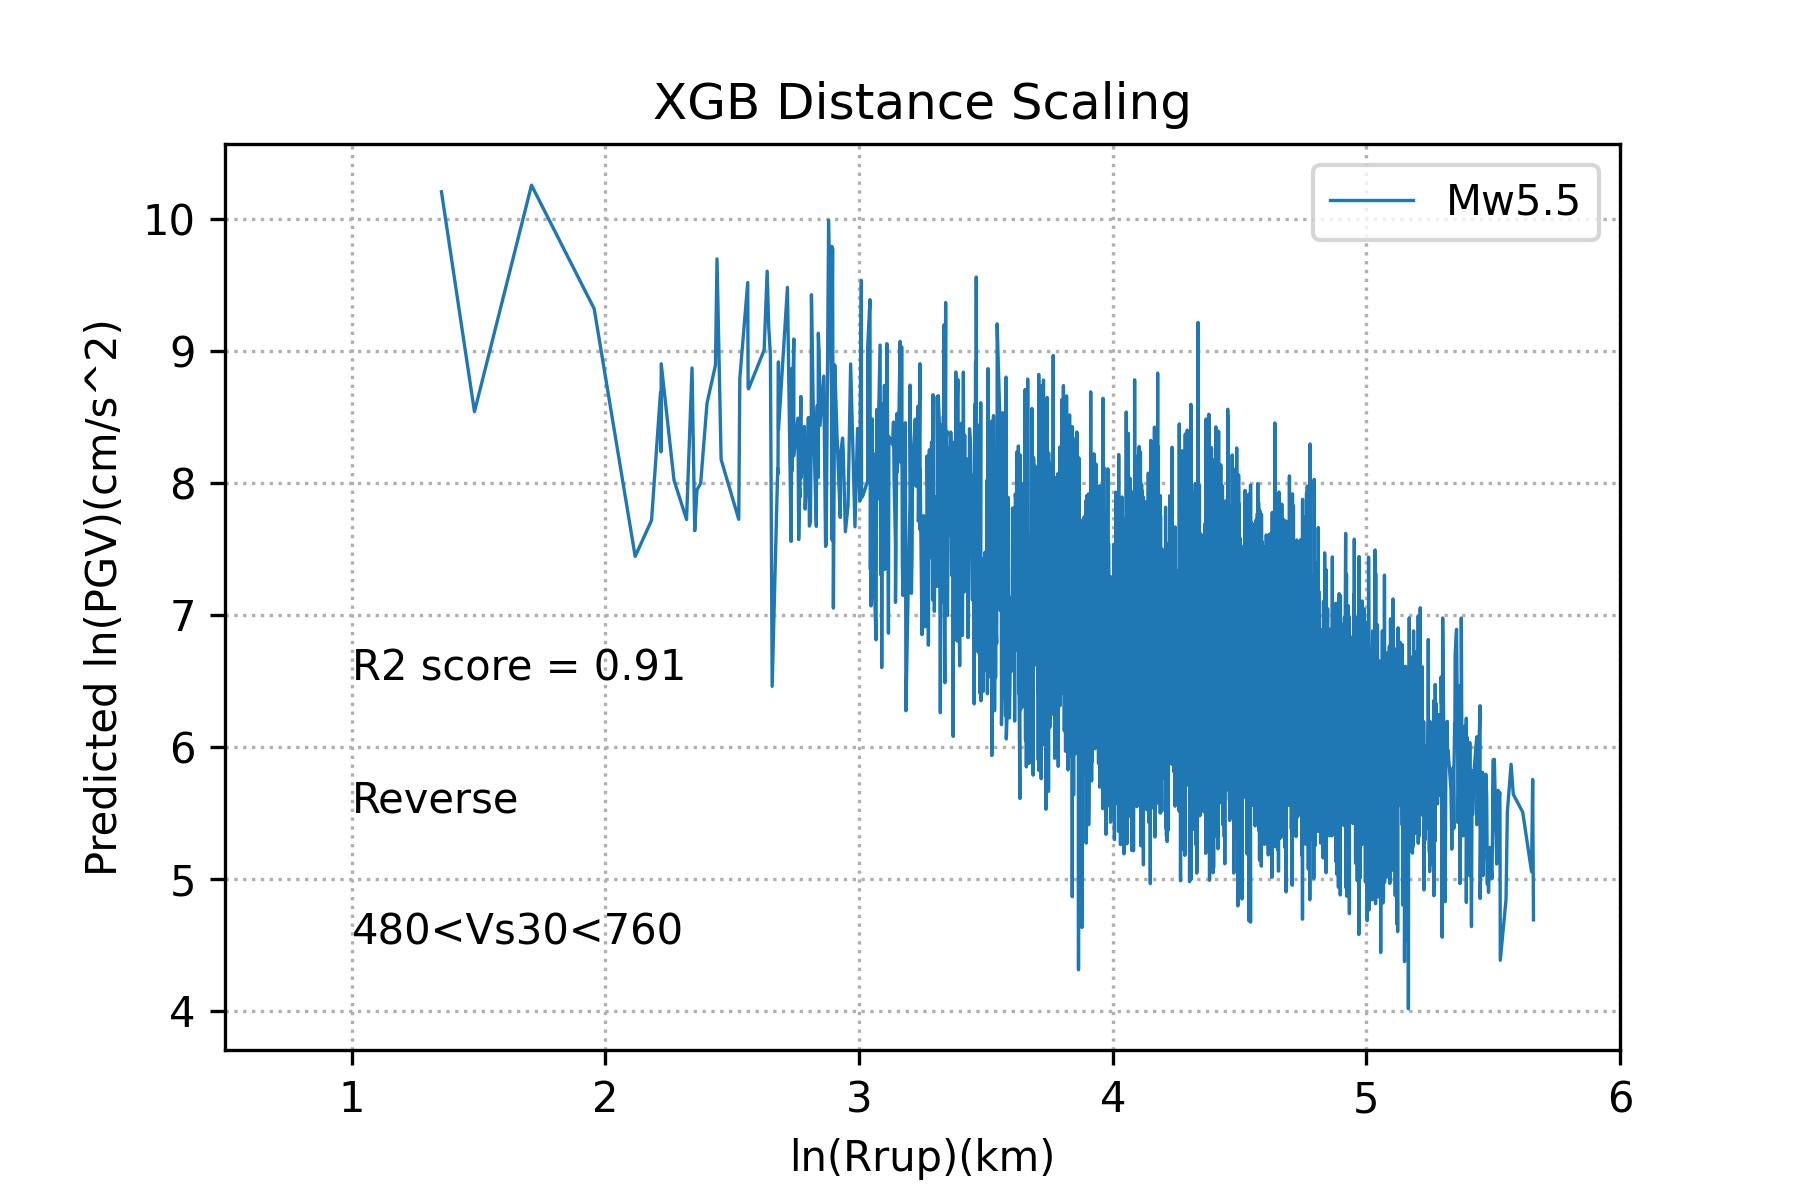 XGB Distance Scaling
Mw5.5
10
9
8
7
6
5
4
Predicted ln(PGV)(cm/s^2)
R2 score = 0.91
Reverse
480<Vs30<760
1 2 3 4 5 6
ln(Rrup)(km)